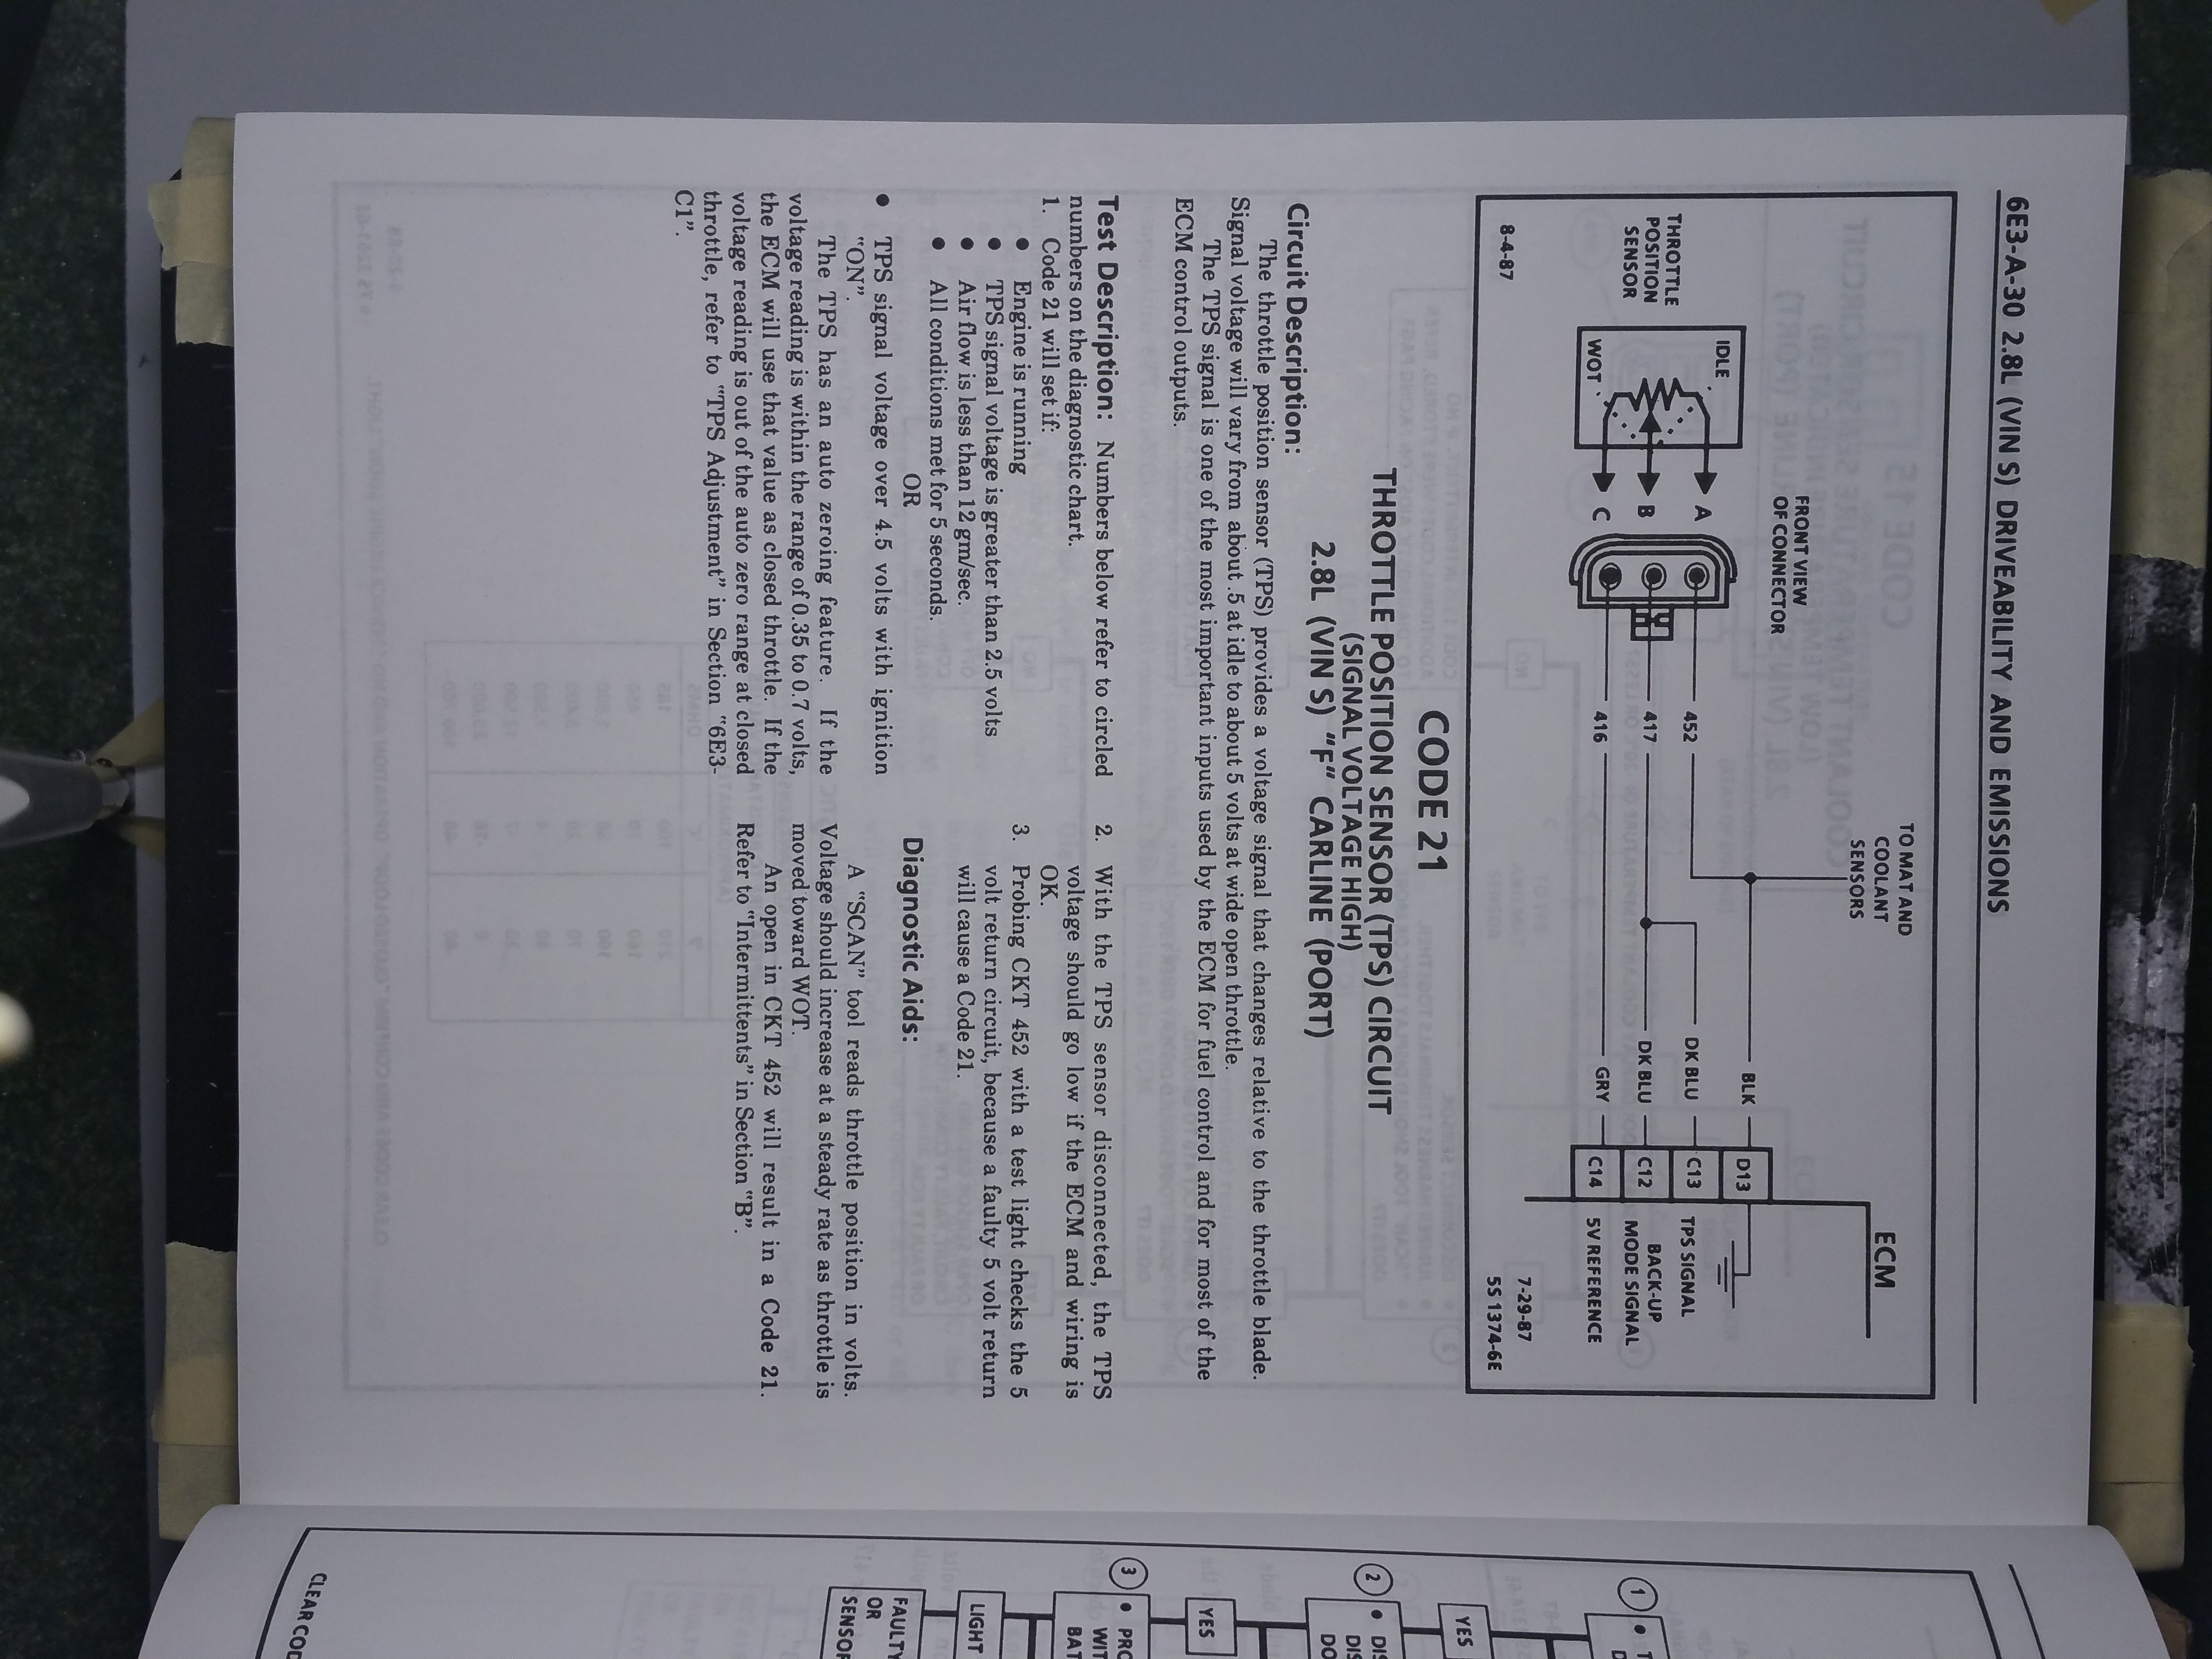 6E3-A-30 2.8L (VIN S) DRIVEABILITY AND EMISSIONS
TO MAT AND
COOLANT
SENSORS
ECM
FRONT VIEW
OF CONNECTOR
IDLE
WOT
THROTTLE
POSITION
SENSOR
A
B
C
452
417
416
BLK
DK BLU
DK BLU
GRY
D13
C13
C12
C14
TPS SIGNAL
BACK-UP
MODE SIGNAL
5V REFERENCE
8-4-87
7-29-87
5S 1374-6E
CODE 21
THROTTLE POSITION SENSOR (TPS) CIRCUIT
(SIGNAL VOLTAGE HIGH)
2.8L (VIN S) "F" CARLINE (PORT)
Circuit Description:
The throttle position sensor (TPS) provides a voltage signal that changes relative to the throttle blade.
Signal voltage will vary from about .5 at idle to about 5 volts at wide open throttle.
The TPS signal is one of the most important inputs used by the ECM for fuel control and for most of the
ECM control outputs.
Test Description: Numbers below refer to circled
numbers on the diagnostic chart.
1. Code 21 will set if:
● Engine is running
● TPS signal voltage is greater than 2.5 volts
● Air flow is less than 12 gm/sec.
● All conditions met for 5 seconds.
OR
● TPS signal voltage over 4.5 volts with ignition
"ON".
The TPS has an auto zeroing feature. If the
voltage reading is within the range of 0.35 to 0.7 volts,
the ECM will use that value as closed throttle. If the
voltage reading is out of the auto zero range at closed
throttle, refer to "TPS Adjustment" in Section "6E3-
C1".
2. With the TPS sensor disconnected, the TPS
voltage should go low if the ECM and wiring is
OK.
3. Probing CKT 452 with a test light checks the 5
volt return circuit, because a faulty 5 volt return
will cause a Code 21.
Diagnostic Aids:
A "SCAN" tool reads throttle position in volts.
Voltage should increase at a steady rate as throttle is
moved toward WOT.
An open in CKT 452 will result in a Code 21.
Refer to "Intermittents" in Section "B".
1
YES
2
YES
3
LIGHT
FAULTY
OR
SENSOR
CLEAR